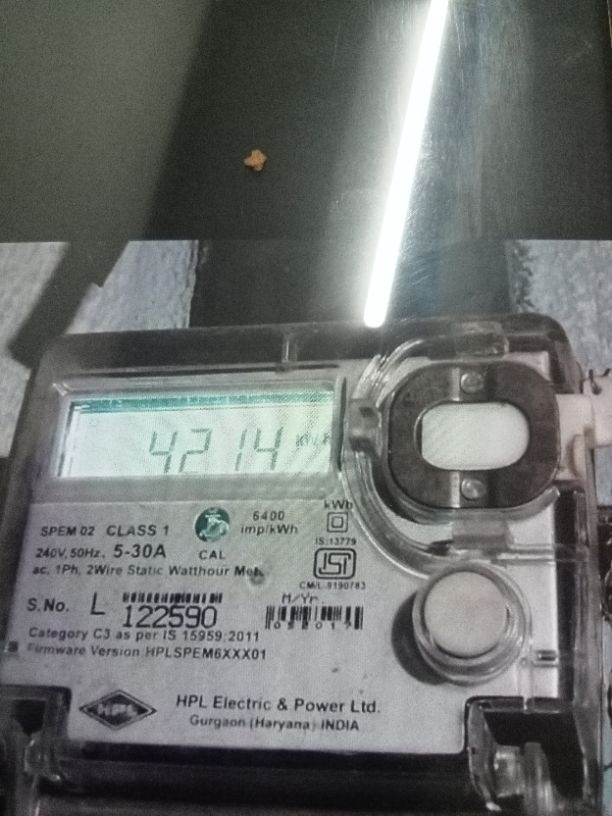 4214 kWh
SPEM 02 CLASS 1
6400
imp/kWh
kWh
240V, 50Hz, 5-30A CAL
IS:13779
ac, 1Ph, 2Wire Static Watthour
ISI
CM/L-
S.No. L 122590
M/Yr
032017
Category C3 as per IS 15959:2011
Firmware Version HPLSPEM6XXX01
HPL
HPL Electric & Power Ltd.
Gurgaon (Haryana) INDIA